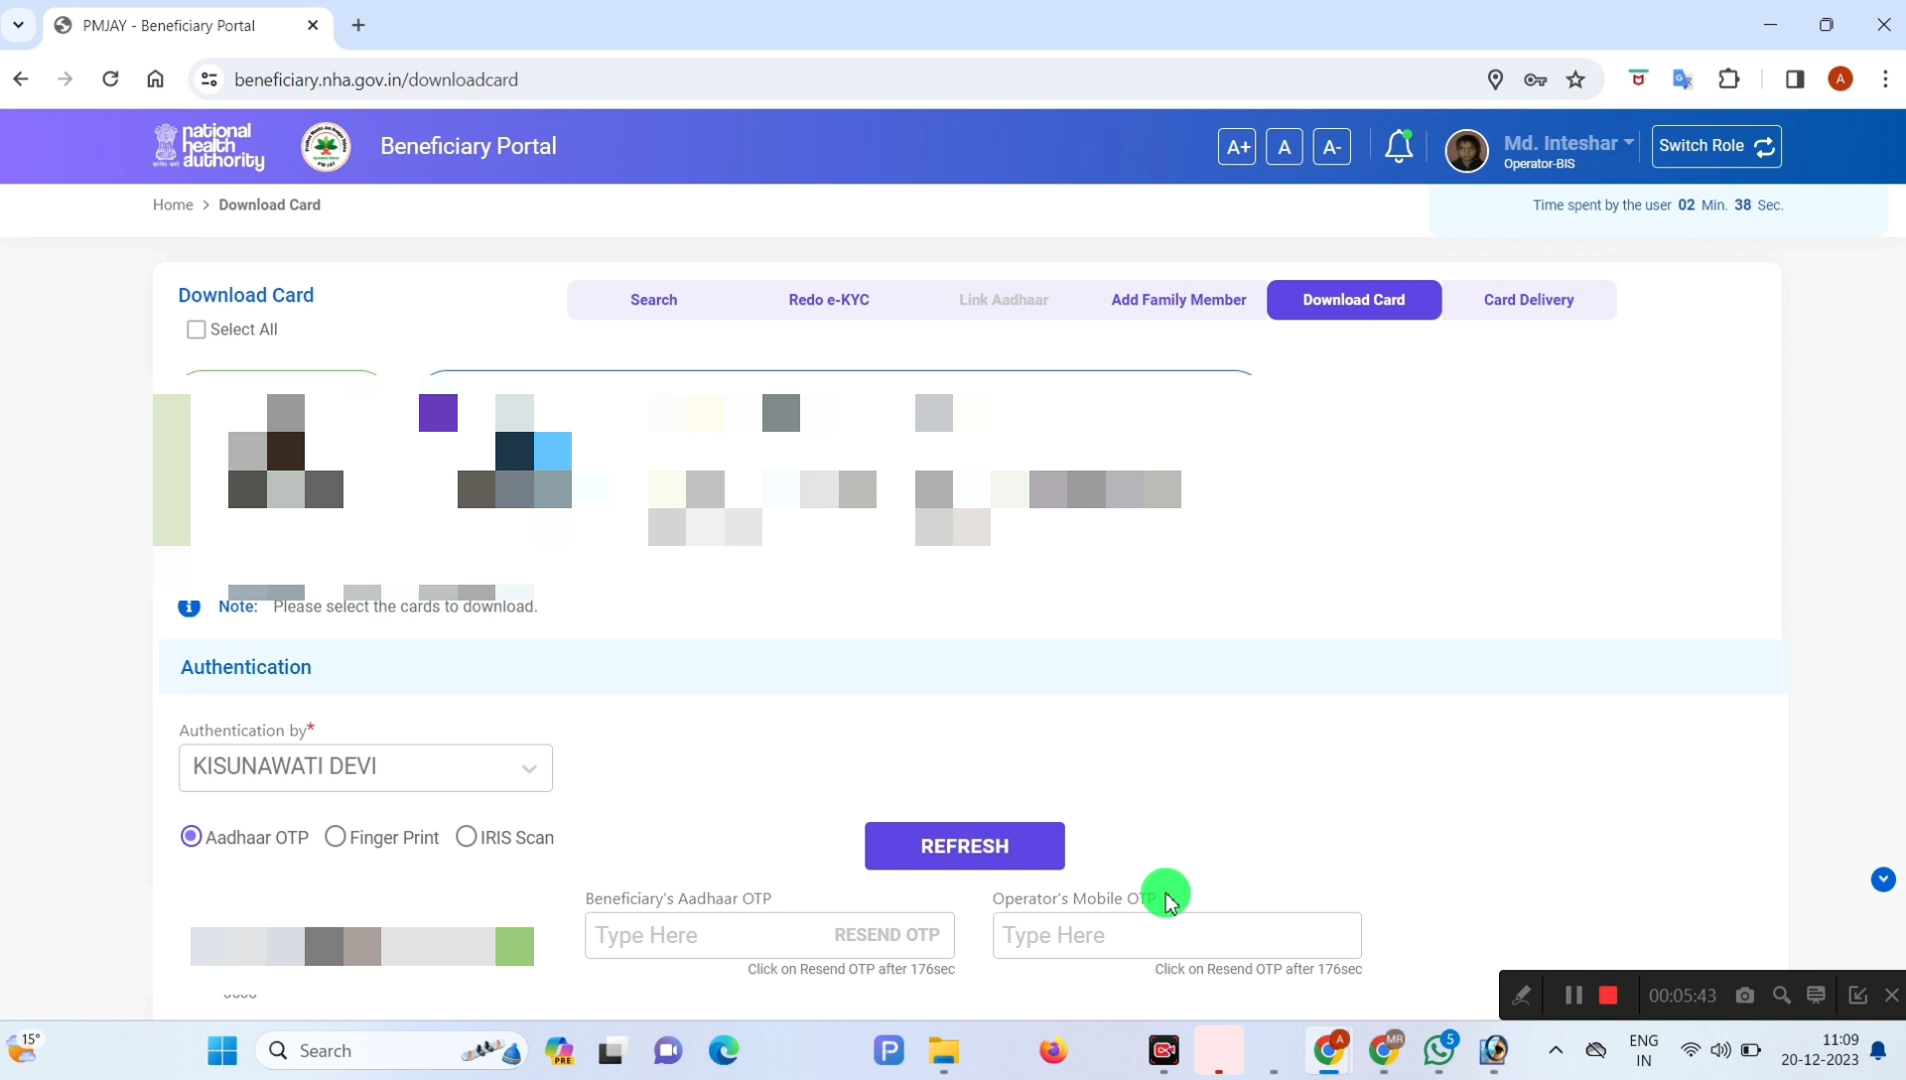 PMJAY - Beneficiary Portal
beneficiary.nha.gov.in/downloadcard
A
national health authority
Beneficiary Portal
A+ A A-
Md. Inteshar
Operator-BIS
Switch Role
Home > Download Card
Time spent by the user 02 Min. 38 Sec.
Download Card
Search Redo e-KYC Link Aadhaar Add Family Member Download Card Card Delivery
Select All
Note: Please select the cards to download.
Authentication
Authentication by*
KISUNAWATI DEVI
Aadhaar OTP Finger Print IRIS Scan
REFRESH
Beneficiary's Aadhaar OTP Operator's Mobile OTP
Type Here RESEND OTP Type Here
Click on Resend OTP after 176sec Click on Resend OTP after 176sec
00:05:43
15°
Search
PRE
P
A
MR
5
ENG
IN
11:09
20-12-2023